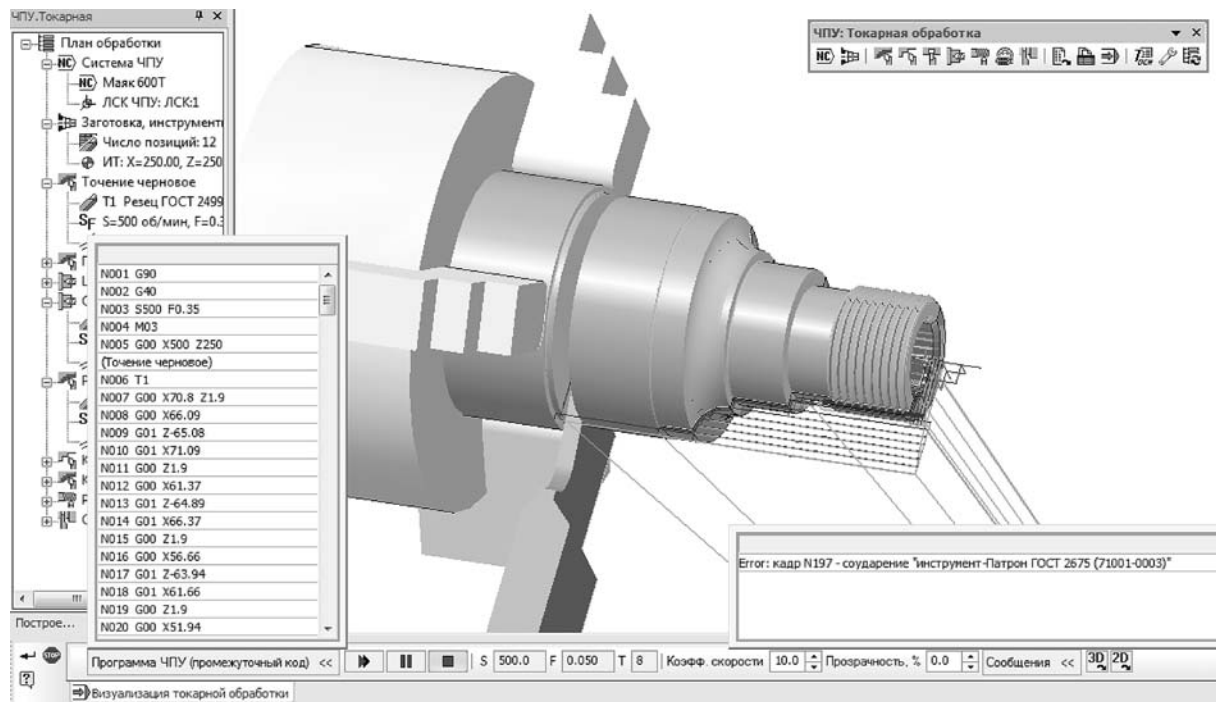 ЧПУ.Токарная
План обработки
Система ЧПУ
Маяк 600Т
ЛСК ЧПУ: ЛСК:1
Заготовка, инструменти
Число позиций: 12
ИТ: X=250.00, Z=250
Точение черновое
T1 Резец ГОСТ 2499
S=500 об/мин, F=0.3
N001 G90
N002 G40
N003 S500 F0.35
N004 M03
N005 G00 X500 Z250
(Точение черновое)
N006 T1
N007 G00 X70.8 Z1.9
N008 G00 X66.09
N009 G01 Z-65.08
N010 G01 X71.09
N011 G00 Z1.9
N012 G00 X61.37
N013 G01 Z-64.89
N014 G01 X66.37
N015 G00 Z1.9
N016 G00 X56.66
N017 G01 Z-63.94
N018 G01 X61.66
N019 G00 Z1.9
N020 G00 X51.94
ЧПУ: Токарная обработка
Error: кадр N197 - соударение "инструмент-Патрон ГОСТ 2675 (71001-0003)"
Построе...
STOP
Программа ЧПУ (промежуточный код) << S 500.0 F 0.050 T 8 Коэфф. скорости 10.0 Прозрачность, % 0.0 Сообщения << 3D 2D
Визуализация токарной обработки